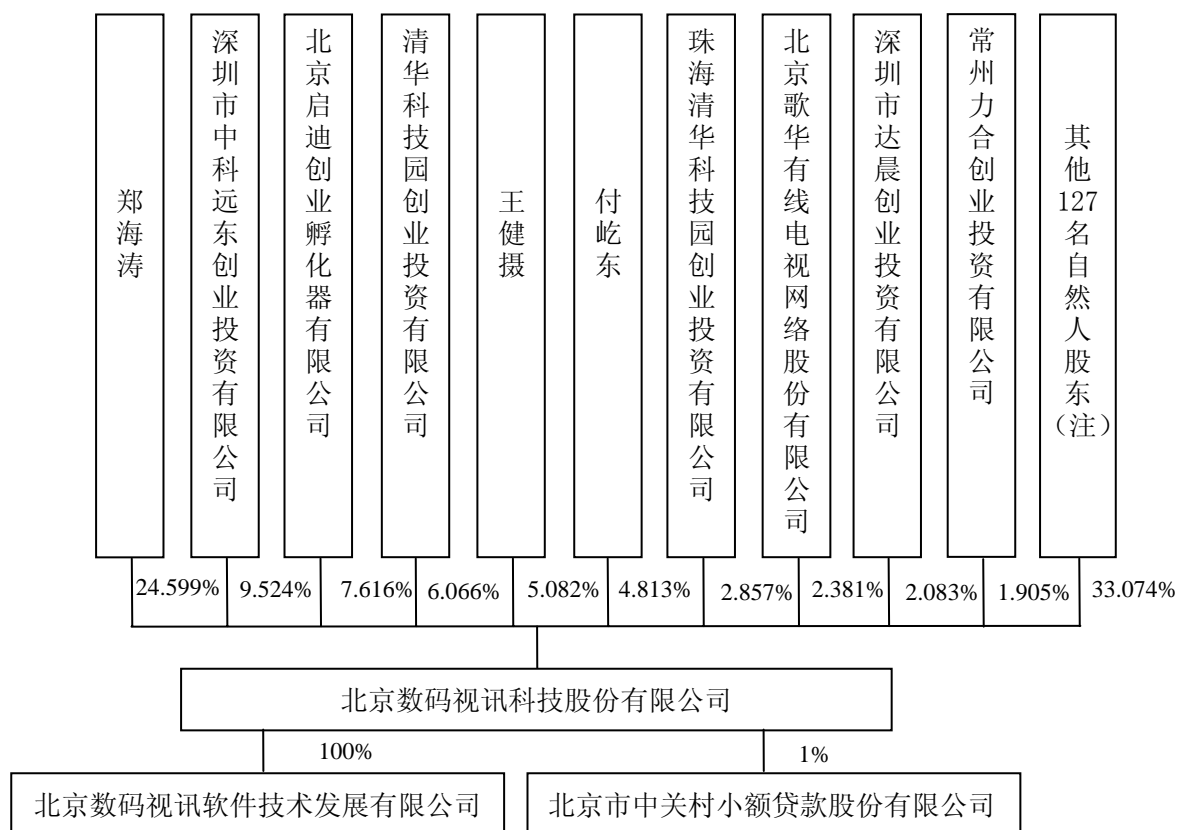 郑海涛
深圳市中科远东创业投资有限公司
北京启迪创业孵化器有限公司
清华科技园创业投资有限公司
王健摄
付屹东
珠海清华科技园创业投资有限公司
北京歌华有线电视网络股份有限公司
深圳市达晨创业投资有限公司
常州力合创业投资有限公司
其他127名自然人股东（注）
24.599%
9.524%
7.616%
6.066%
5.082%
4.813%
2.857%
2.381%
2.083%
1.905%
33.074%
北京数码视讯科技股份有限公司
100%
1%
北京数码视讯软件技术发展有限公司
北京市中关村小额贷款股份有限公司